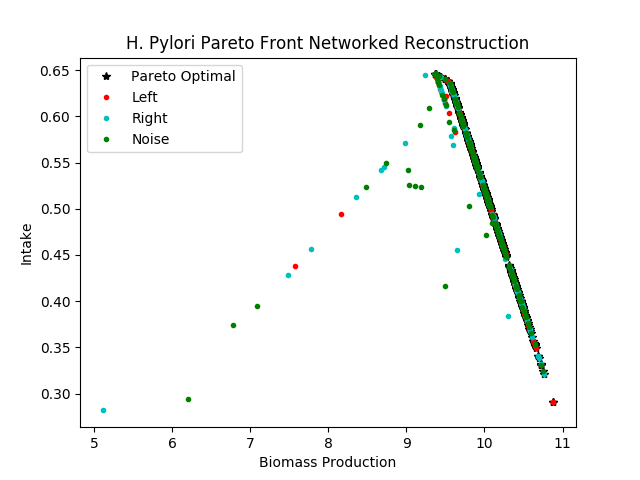 H. Pylori Pareto Front Networked Reconstruction
Pareto Optimal
Left
Right
Noise
0.65
0.60
0.55
0.50
0.45
0.40
0.35
0.30
Intake
5 6 7 8 9 10 11
Biomass Production